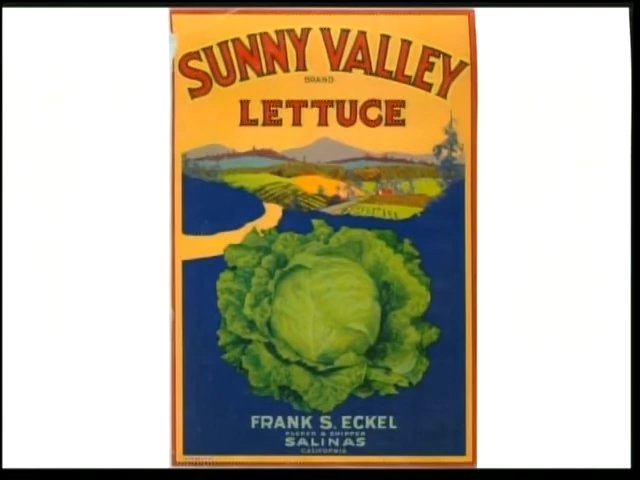 SUNNY VALLEY
BRAND
LETTUCE
FRANK S. ECKEL
PACKER & SHIPPER
SALINAS
CALIFORNIA